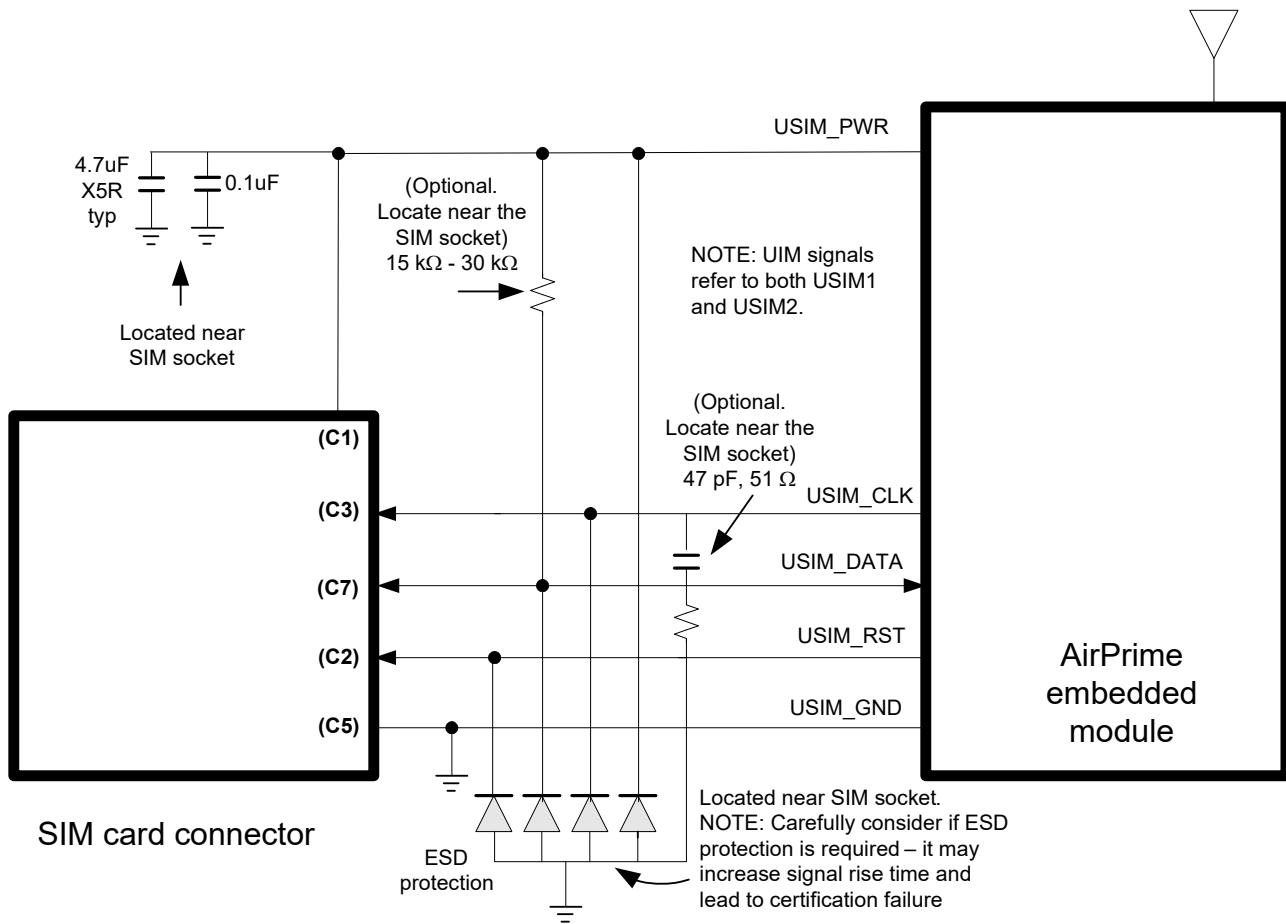 USIM_PWR
4.7uF
X5R
typ
0.1uF
(Optional.
Locate near the
SIM socket)
15 kΩ - 30 kΩ
NOTE: UIM signals
refer to both USIM1
and USIM2.
Located near
SIM socket
(Optional.
Locate near the
SIM socket)
47 pF, 51 Ω
(C1)
(C3)
USIM_CLK
(C7)
USIM_DATA
(C2)
USIM_RST
(C5)
USIM_GND
AirPrime
embedded
module
SIM card connector
ESD
protection
Located near SIM socket.
NOTE: Carefully consider if ESD
protection is required – it may
increase signal rise time and
lead to certification failure